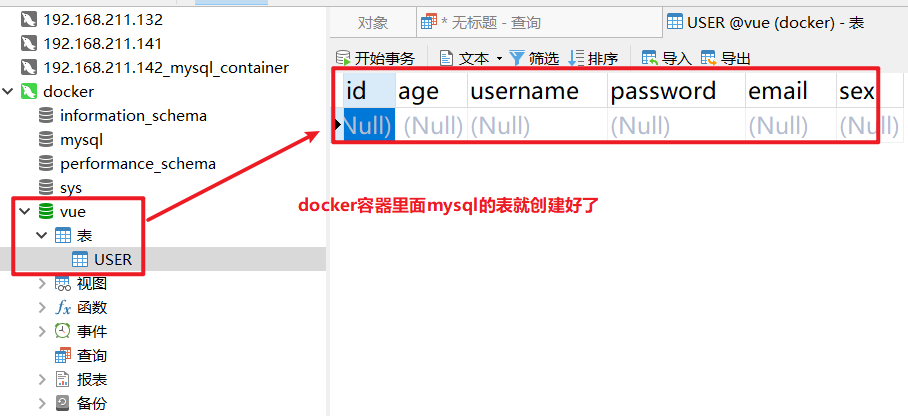 192.168.211.132
192.168.211.141
192.168.211.142_mysql_container
docker
information_schema
mysql
performance_schema
sys
vue
表
USER
视图
函数
事件
查询
报表
备份
对象
* 无标题 - 查询
USER @vue (docker) - 表
开始事务
文本
筛选
排序
导入
导出
id age username password email sex
Null) (Null) (Null) (Null) (Null) (Null)
docker容器里面mysql的表就创建好了